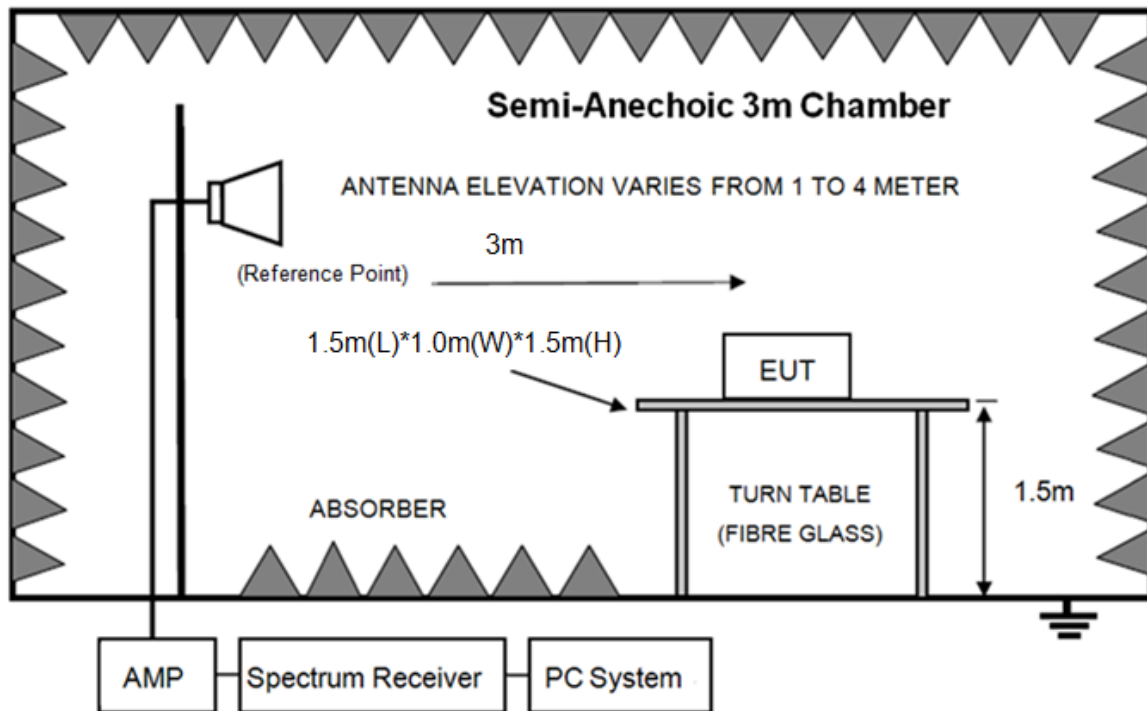 Semi-Anechoic 3m Chamber
ANTENNA ELEVATION VARIES FROM 1 TO 4 METER
3m
(Reference Point)
1.5m(L)*1.0m(W)*1.5m(H)
EUT
ABSORBER
TURN TABLE
(FIBRE GLASS)
1.5m
AMP
Spectrum Receiver
PC System